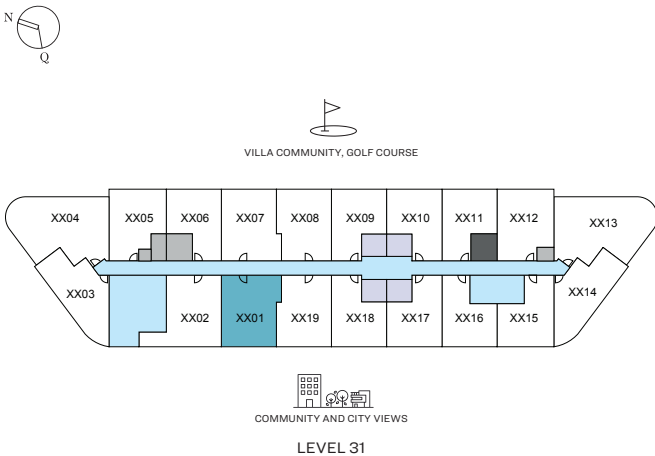 N
Q
VILLA COMMUNITY, GOLF COURSE
XX04 XX05 XX06 XX07 XX08 XX09 XX10 XX11 XX12 XX13
XX03 XX02 XX01 XX19 XX18 XX17 XX16 XX15 XX14
COMMUNITY AND CITY VIEWS
LEVEL 31